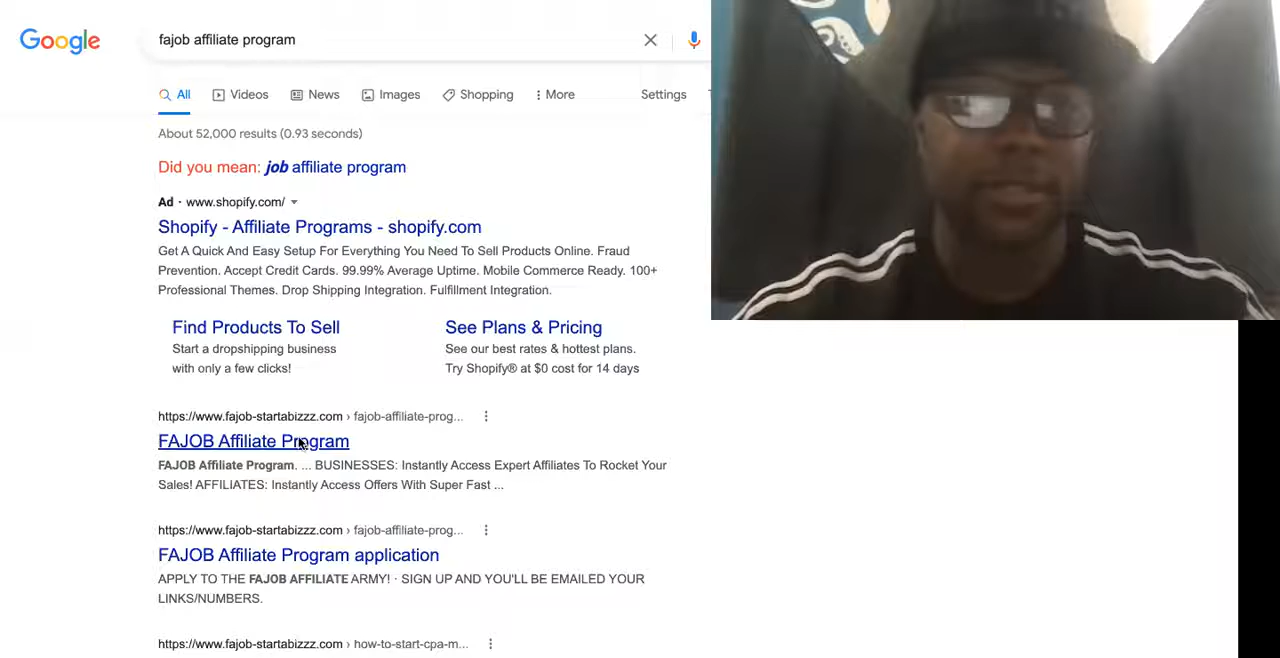 Google
fajob affiliate program
All
Videos
News
Images
Shopping
More
Settings
About 52,000 results (0.93 seconds)
Did you mean: job affiliate program
Ad · www.shopify.com/
Shopify - Affiliate Programs - shopify.com
Get A Quick And Easy Setup For Everything You Need To Sell Products Online. Fraud
Prevention. Accept Credit Cards. 99.99% Average Uptime. Mobile Commerce Ready. 100+
Professional Themes. Drop Shipping Integration. Fulfillment Integration.
Find Products To Sell
Start a dropshipping business
with only a few clicks!
See Plans & Pricing
See our best rates & hottest plans.
Try Shopify® at $0 cost for 14 days
https://www.fajob-startabizzz.com › fajob-affiliate-prog...
FAJOB Affiliate Program
FAJOB Affiliate Program. ... BUSINESSES: Instantly Access Expert Affiliates To Rocket Your
Sales! AFFILIATES: Instantly Access Offers With Super Fast ...
https://www.fajob-startabizzz.com › fajob-affiliate-prog...
FAJOB Affiliate Program application
APPLY TO THE FAJOB AFFILIATE ARMY! · SIGN UP AND YOU'LL BE EMAILED YOUR
LINKS/NUMBERS.
https://www.fajob-startabizzz.com › how-to-start-cpa-m...